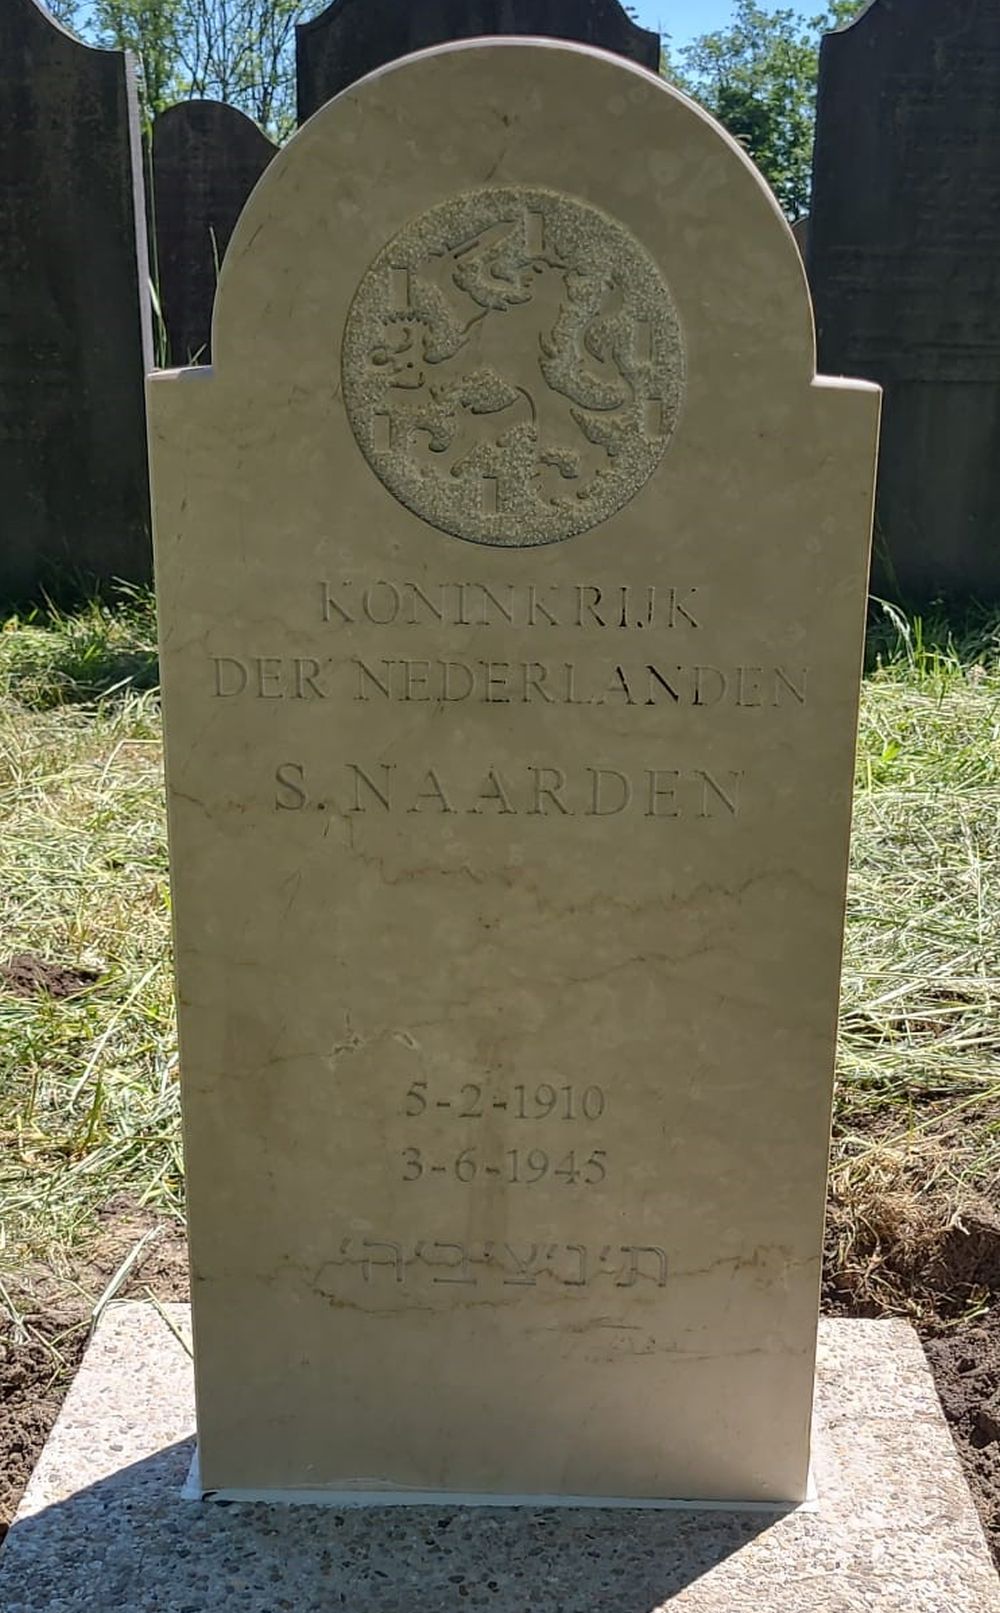 KONINKRIJK
DER NEDERLANDEN
S. NAARDEN
5-2-1910
3-6-1945
ת׳נ׳צ׳ב׳ה׳